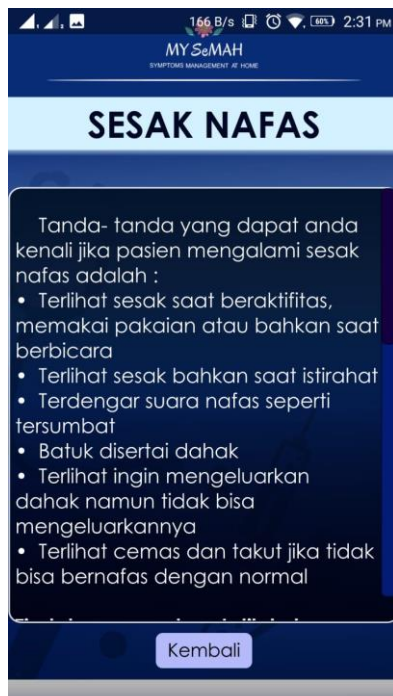 166 B/s 60% 2:31 PM
MY SeMAH
SYMPTOMS MANAGEMENT AT HOME
SESAK NAFAS
Tanda- tanda yang dapat anda
kenali jika pasien mengalami sesak
nafas adalah :
• Terlihat sesak saat beraktifitas,
memakai pakaian atau bahkan saat
berbicara
• Terlihat sesak bahkan saat istirahat
• Terdengar suara nafas seperti
tersumbat
• Batuk disertai dahak
• Terlihat ingin mengeluarkan
dahak namun tidak bisa
mengeluarkannya
• Terlihat cemas dan takut jika tidak
bisa bernafas dengan normal
Kembali